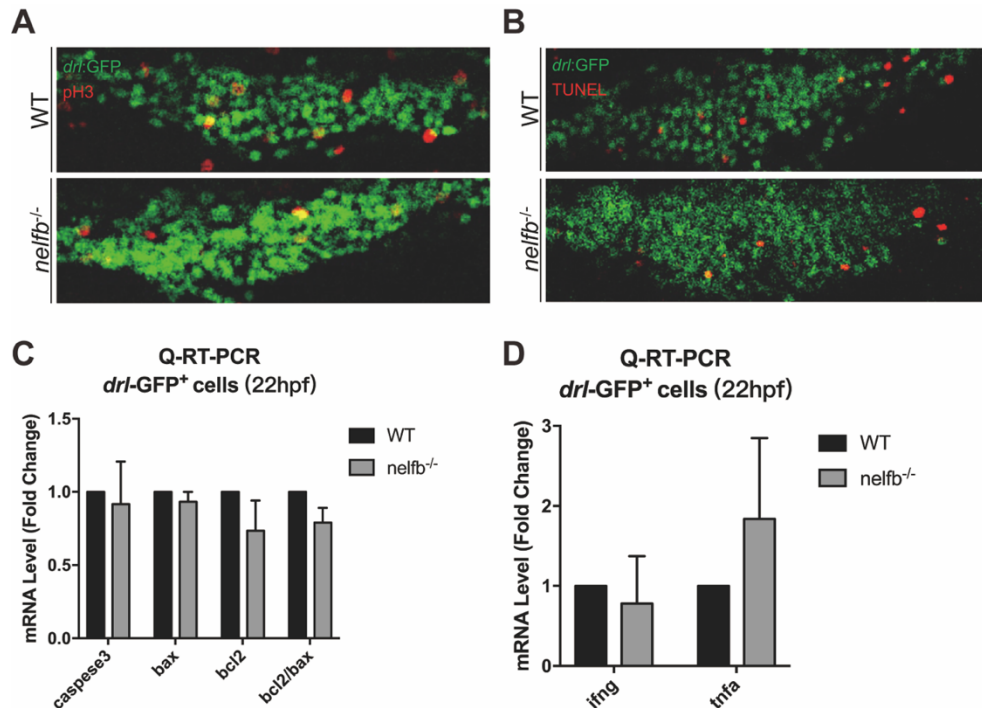 A
WT
drl:GFP
pH3
nelfb-/-
B
WT
drl:GFP
TUNEL
nelfb-/-
C
Q-RT-PCR
drl-GFP+ cells (22hpf)
mRNA Level (Fold Change)
1.5
1.0
0.5
0.0
caspese3
bax
bcl2
bcl2/bax
WT
nelfb-/-
D
Q-RT-PCR
drl-GFP+ cells (22hpf)
mRNA Level (Fold Change)
3
2
1
0
ifng
tnfa
WT
nelfb-/-